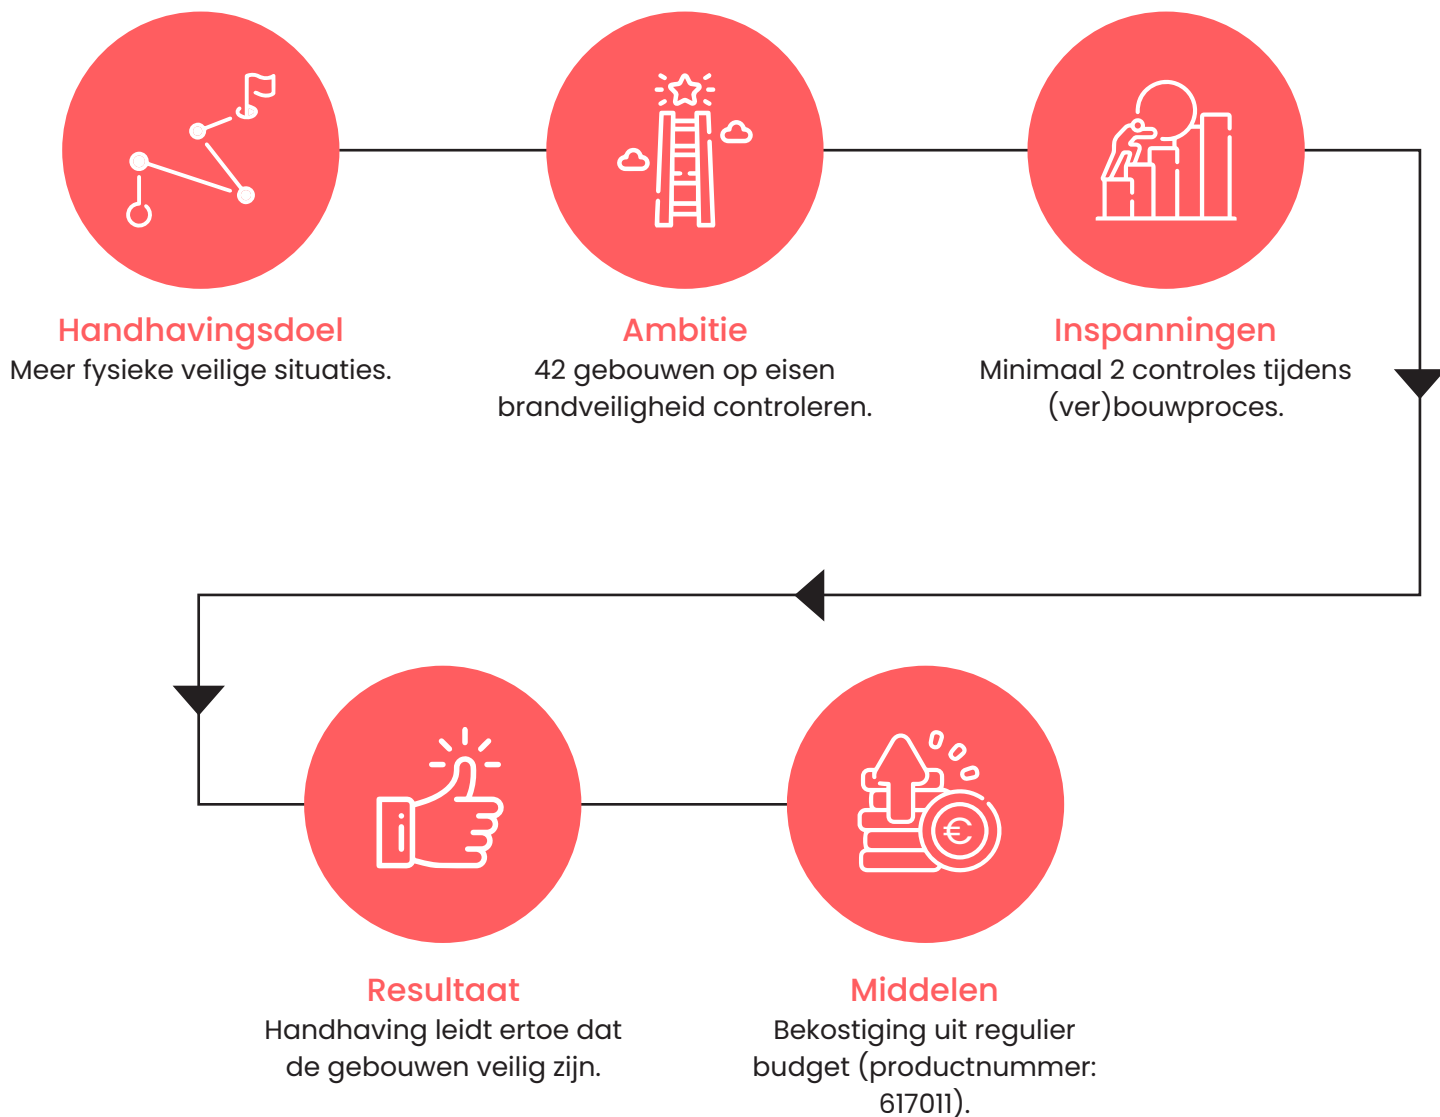 Handhavingsdoel
Meer fysieke veilige situaties.
Ambitie
42 gebouwen op eisen
brandveiligheid controleren.
Inspanningen
Minimaal 2 controles tijdens
(ver)bouwproces.
Resultaat
Handhaving leidt ertoe dat
de gebouwen veilig zijn.
Middelen
Bekostiging uit regulier
budget (productnummer:
617011).